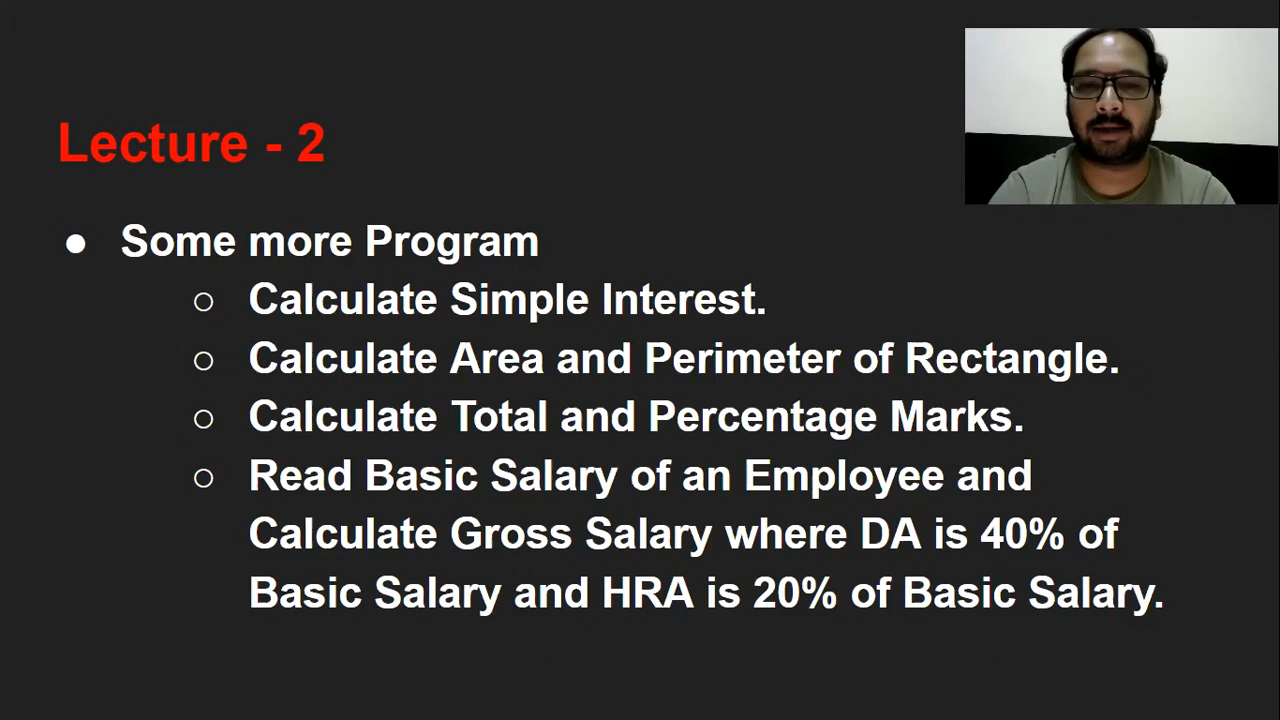 Lecture - 2
● Some more Program
○ Calculate Simple Interest.
○ Calculate Area and Perimeter of Rectangle.
○ Calculate Total and Percentage Marks.
○ Read Basic Salary of an Employee and
Calculate Gross Salary where DA is 40% of
Basic Salary and HRA is 20% of Basic Salary.